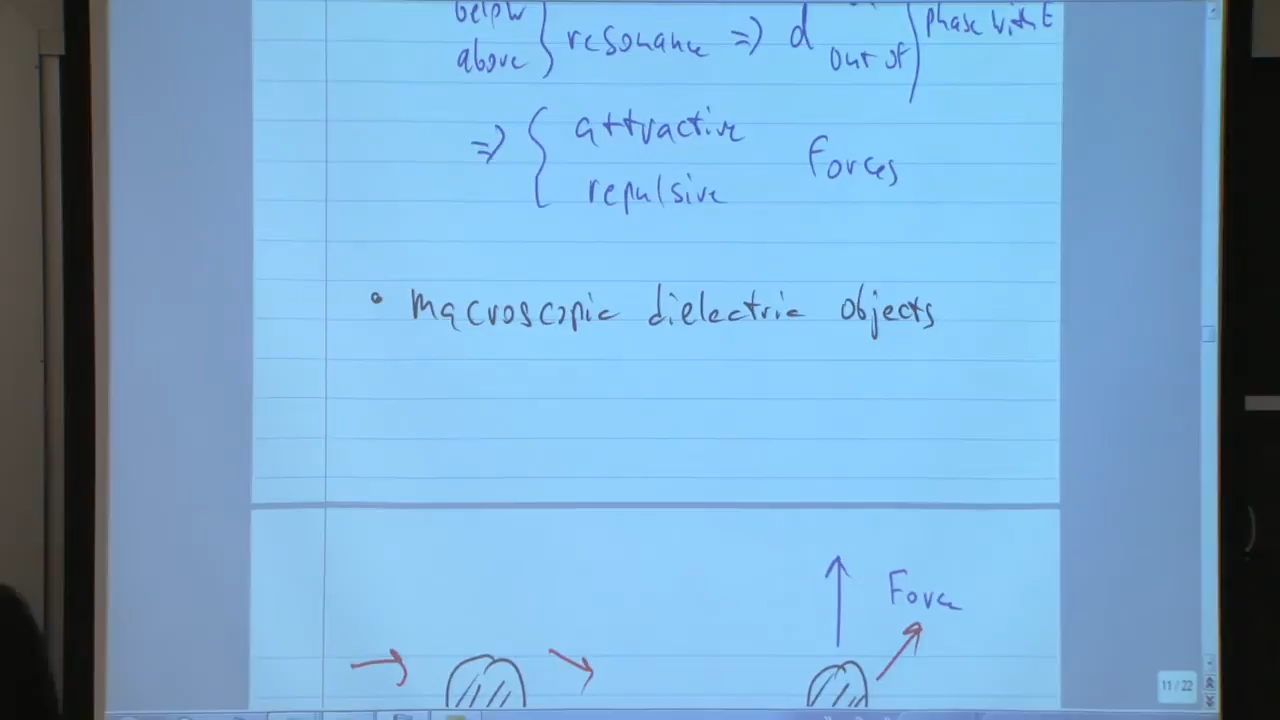 below
above } resonance => d out of ) phase with E
=> { attractive
repulsive Forces
• Macroscopic dielectric objects
Force
11 / 22